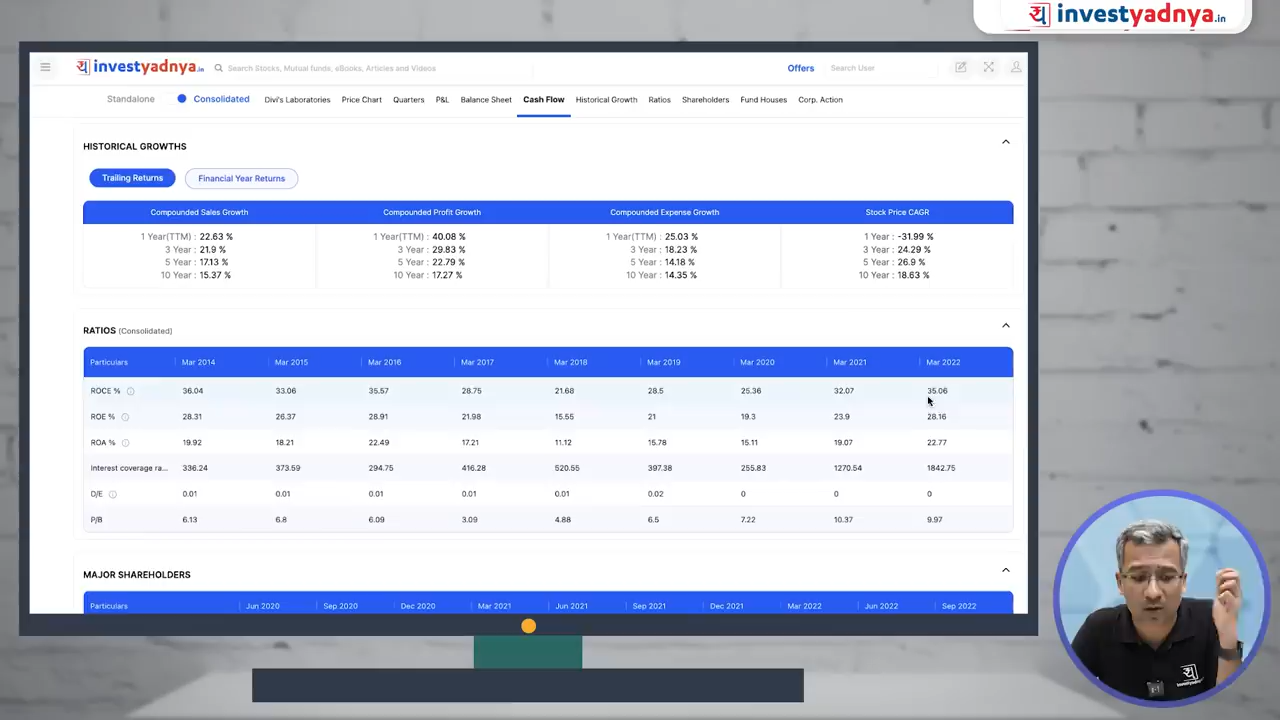 investyadnya.in
investyadnya.in Search Stocks, Mutual funds, eBooks, Articles and Videos Offers Search User
Standalone Consolidated Divi's Laboratories Price Chart Quarters P&L Balance Sheet Cash Flow Historical Growth Ratios Shareholders Fund Houses Corp. Action
HISTORICAL GROWTHS
Trailing Returns Financial Year Returns
Compounded Sales Growth Compounded Profit Growth Compounded Expense Growth Stock Price CAGR
1 Year(TTM) : 22.63 % 1 Year(TTM) : 40.08 % 1 Year(TTM) : 25.03 % 1 Year : -31.99 %
3 Year : 21.9 % 3 Year : 29.83 % 3 Year : 18.23 % 3 Year : 24.29 %
5 Year : 17.13 % 5 Year : 22.79 % 5 Year : 14.18 % 5 Year : 26.9 %
10 Year : 15.37 % 10 Year : 17.27 % 10 Year : 14.35 % 10 Year : 18.63 %
RATIOS (Consolidated)
Particulars Mar 2014 Mar 2015 Mar 2016 Mar 2017 Mar 2018 Mar 2019 Mar 2020 Mar 2021 Mar 2022
ROCE % 36.04 33.06 35.57 28.75 21.68 28.5 25.36 32.07 35.06
ROE % 28.31 26.37 28.91 21.98 15.55 21 19.3 23.9 28.16
ROA % 19.92 18.21 22.49 17.21 11.12 15.78 15.11 19.07 22.77
Interest coverage ra... 336.24 373.59 294.75 416.28 520.55 397.38 255.83 1270.54 1842.75
D/E 0.01 0.01 0.01 0.01 0.01 0.02 0 0 0
P/B 6.13 6.8 6.09 3.09 4.88 6.5 7.22 10.37 9.97
MAJOR SHAREHOLDERS
Particulars Jun 2020 Sep 2020 Dec 2020 Mar 2021 Jun 2021 Sep 2021 Dec 2021 Mar 2022 Jun 2022 Sep 2022